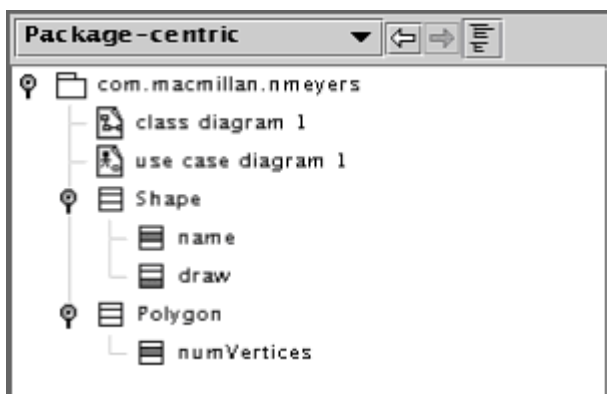 Package-centric
com.macmillan.nmeyers
class diagram 1
use case diagram 1
Shape
name
draw
Polygon
numVertices